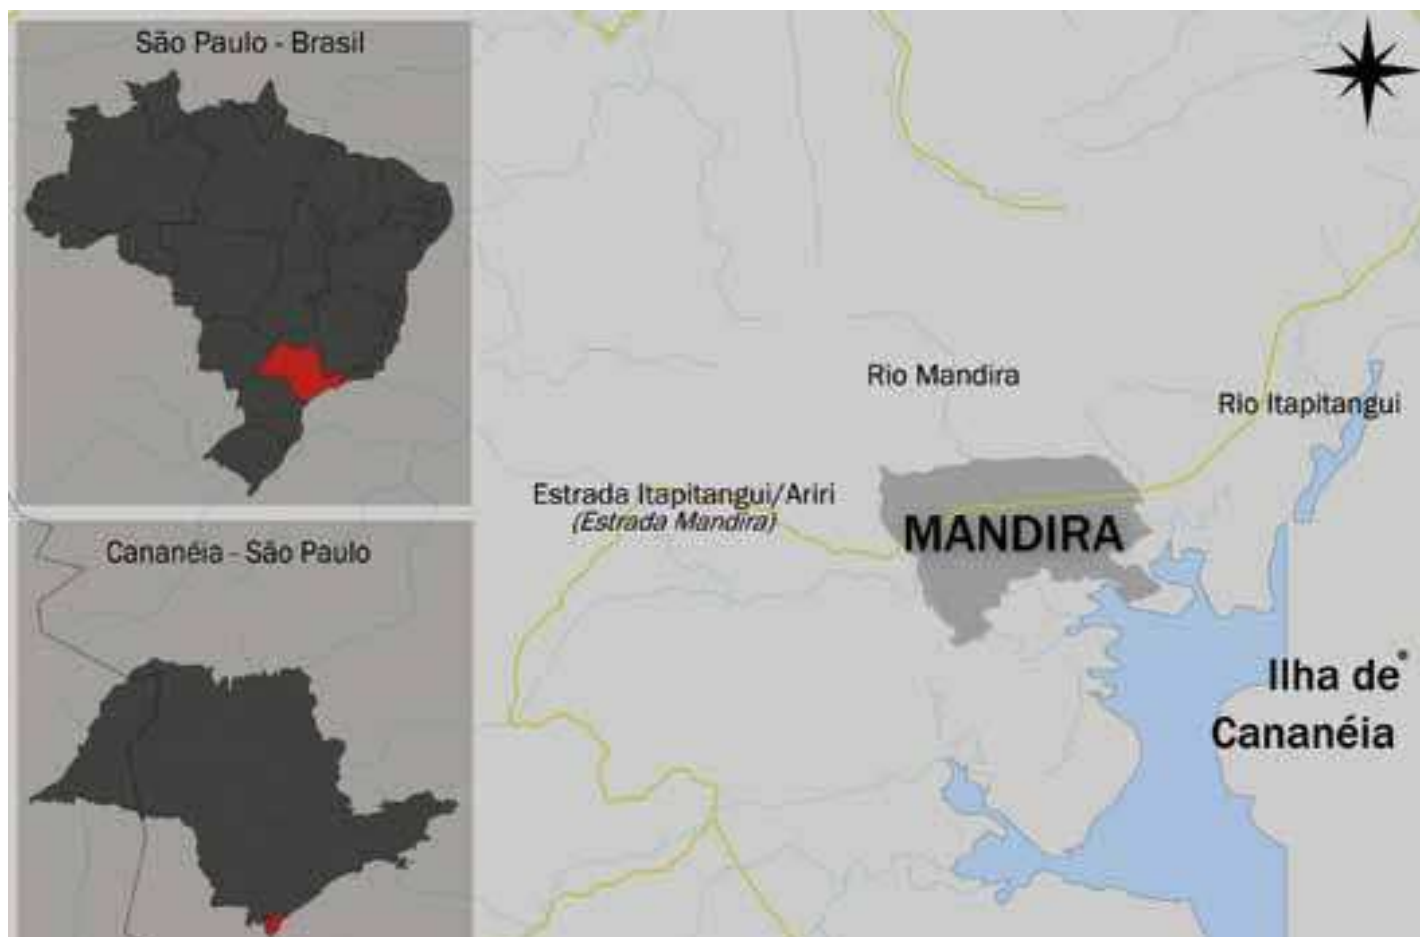 São Paulo - Brasil
Cananéia - São Paulo
Rio Mandira
Rio Itapitangui
Estrada Itapitangui/Ariri
(Estrada Mandira)
MANDIRA
Ilha de
Cananéia